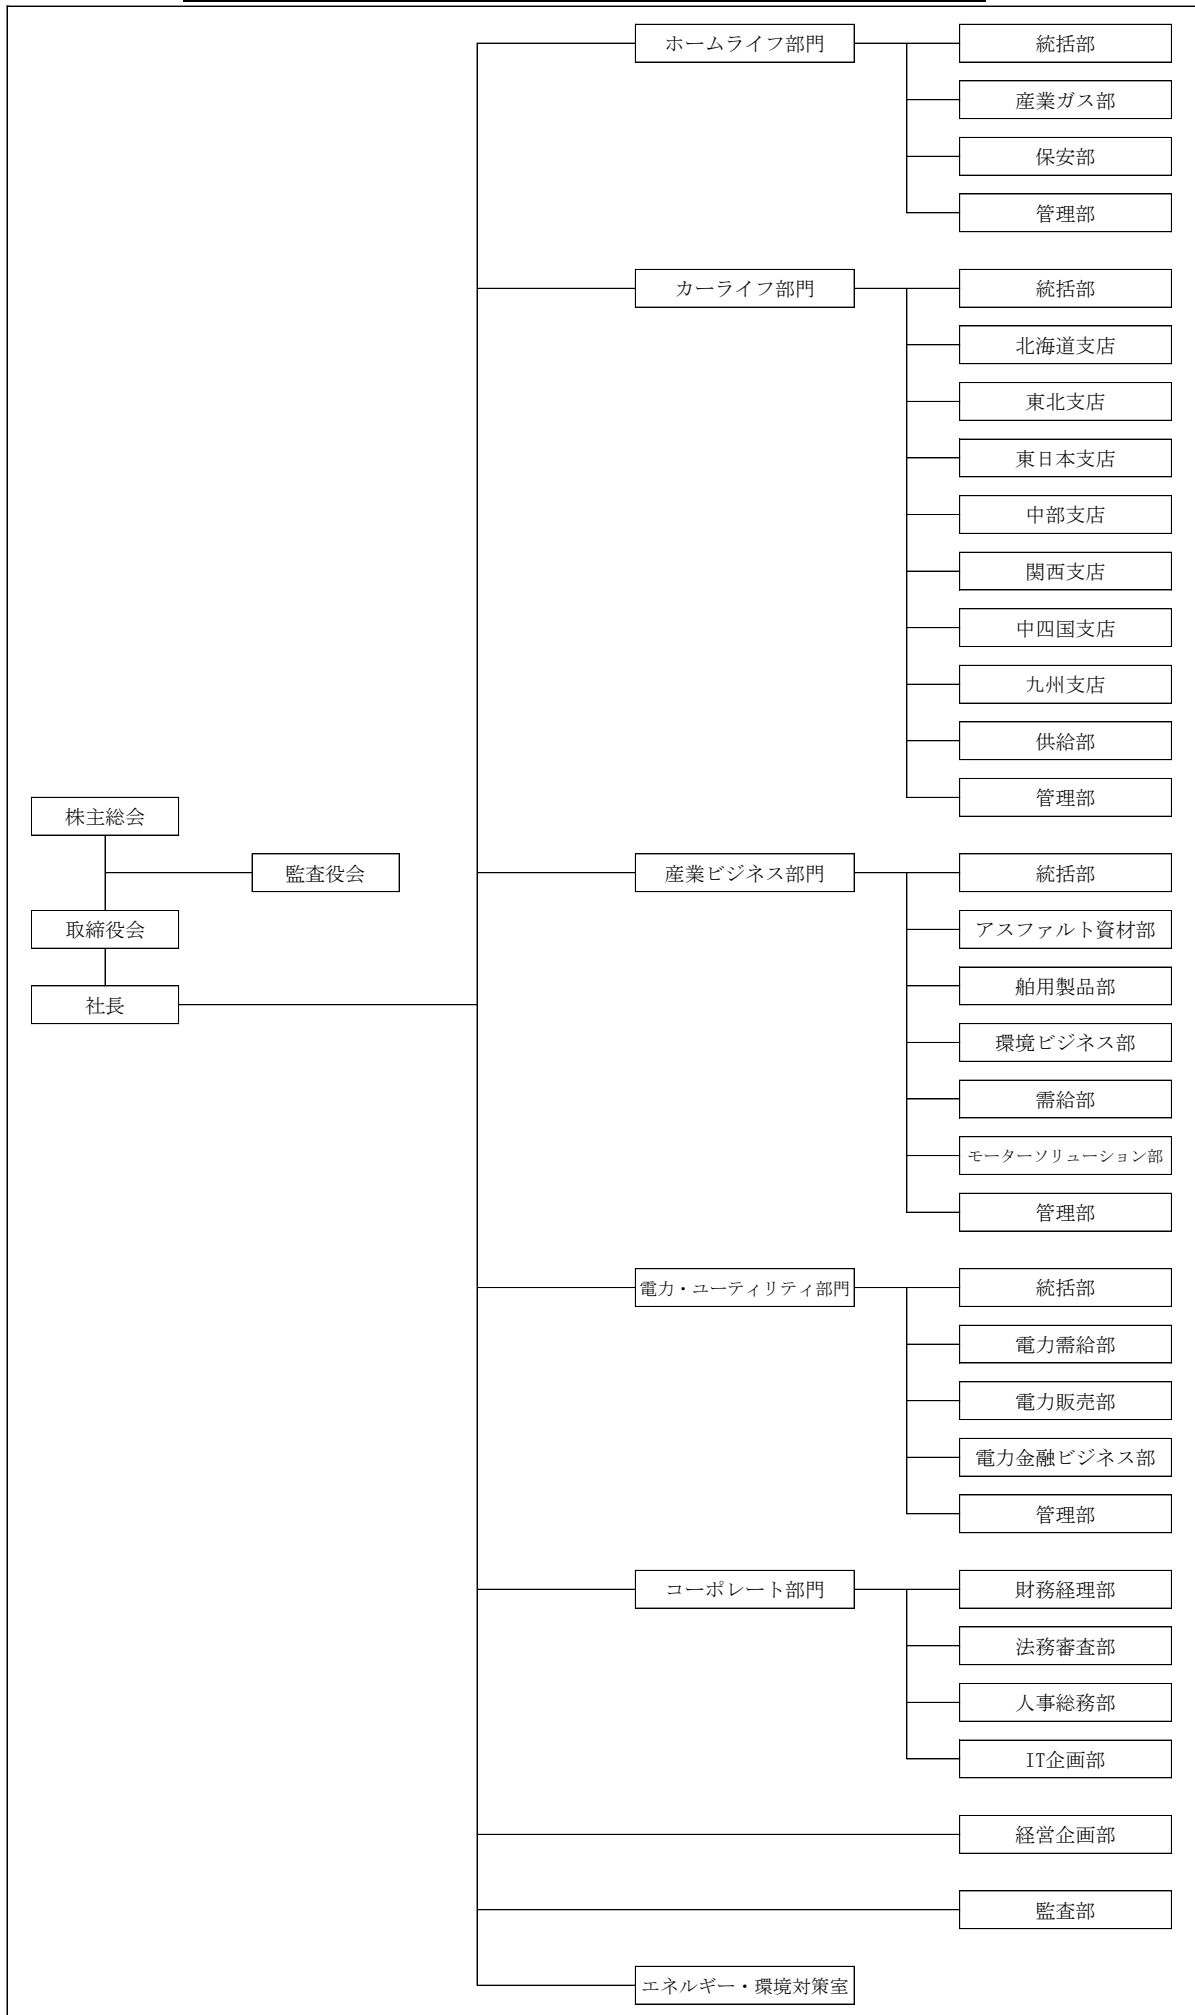 ホームライフ部門
統括部
産業ガス部
保安部
管理部
カーライフ部門
統括部
北海道支店
東北支店
東日本支店
中部支店
関西支店
中四国支店
九州支店
供給部
管理部
株主総会
監査役会
取締役会
社長
産業ビジネス部門
統括部
アスファルト資材部
舶用製品部
環境ビジネス部
需給部
モーターソリューション部
管理部
電力・ユーティリティ部門
統括部
電力需給部
電力販売部
電力金融ビジネス部
管理部
コーポレート部門
財務経理部
法務審査部
人事総務部
IT企画部
経営企画部
監査部
エネルギー・環境対策室